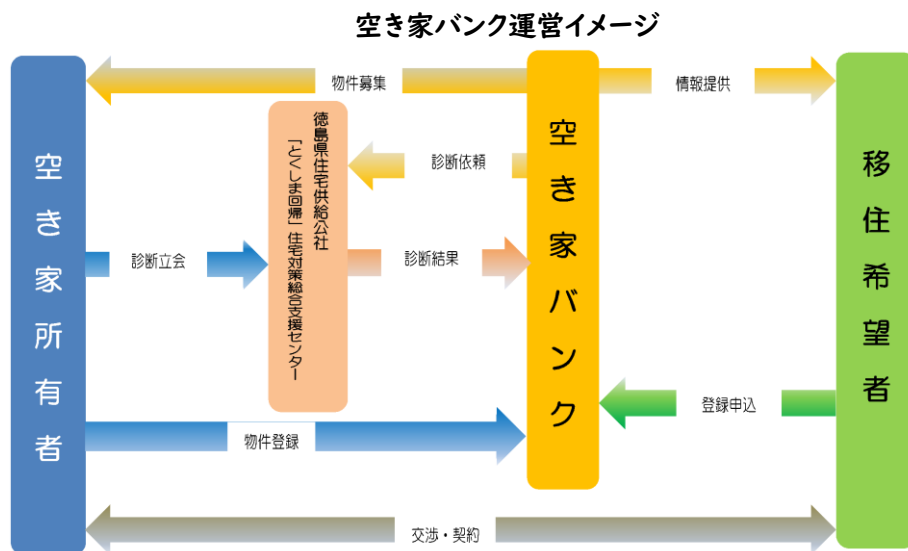 空き家バンク運営イメージ
空き家所有者
物件募集
徳島県住宅供給公社
「とくしま回帰」住宅対策総合支援センター
診断依頼
診断立会
診断結果
物件登録
空き家バンク
情報提供
登録申込
移住希望者
交渉・契約